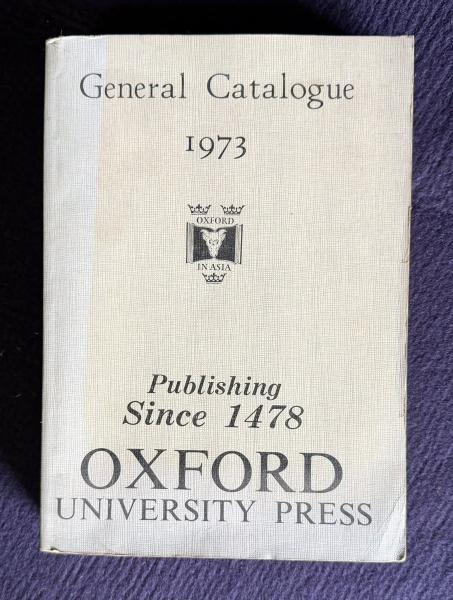 General Catalogue
1973
OXFORD
IN ASIA
Publishing
Since 1478
OXFORD
UNIVERSITY PRESS